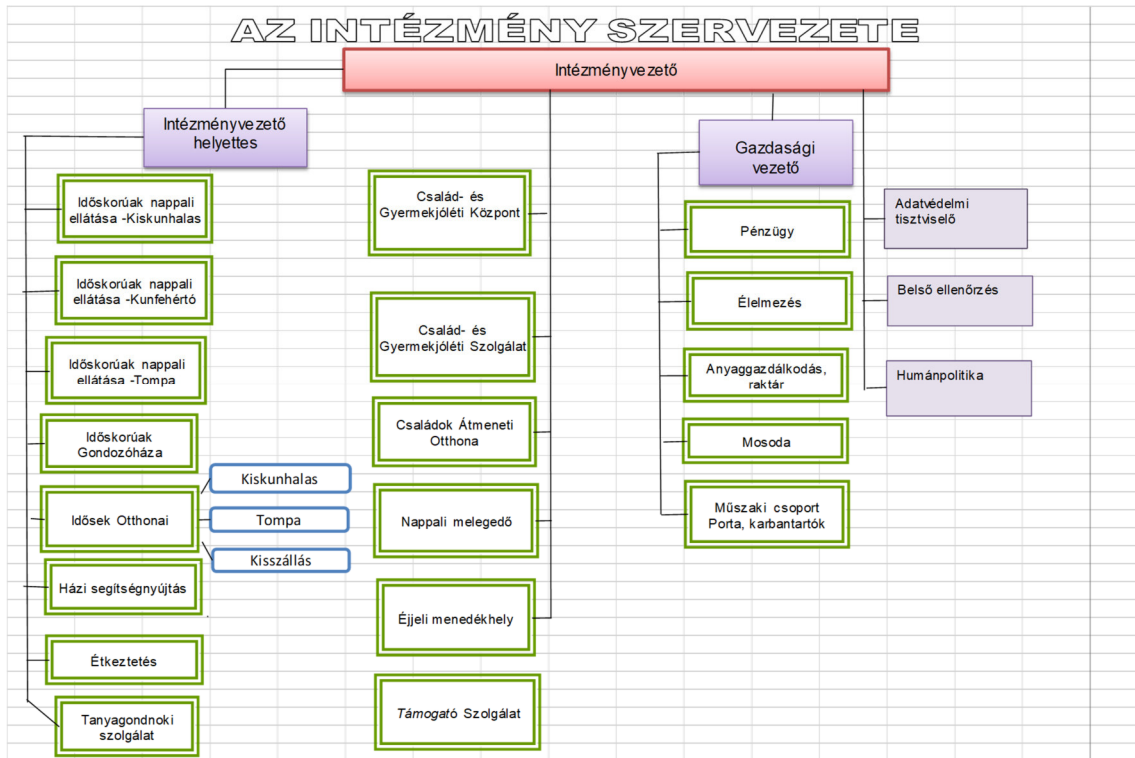 AZ INTÉZMÉNY SZERVEZETE
Intézményvezető
Intézményvezető
helyettes
Időskorúak nappali
ellátása -Kiskunhalas
Időskorúak nappali
ellátása -Kunfehértó
Időskorúak nappali
ellátása -Tompa
Időskorúak
Gondozóháza
Idősek Otthonai
Kiskunhalas
Tompa
Kisszállás
Házi segítségnyújtás
Étkeztetés
Tanyagondnoki
szolgálat
Család- és
Gyermekjóléti Központ
Család- és
Gyermekjóléti Szolgálat
Családok Átmeneti
Otthona
Nappali melegedő
Éjjeli menedékhely
Támogató Szolgálat
Gazdasági
vezető
Pénzügy
Élelmezés
Anyaggazdálkodás,
raktár
Mosoda
Műszaki csoport
Porta, karbantartók
Adatvédelmi
tisztviselő
Belső ellenőrzés
Humánpolitika